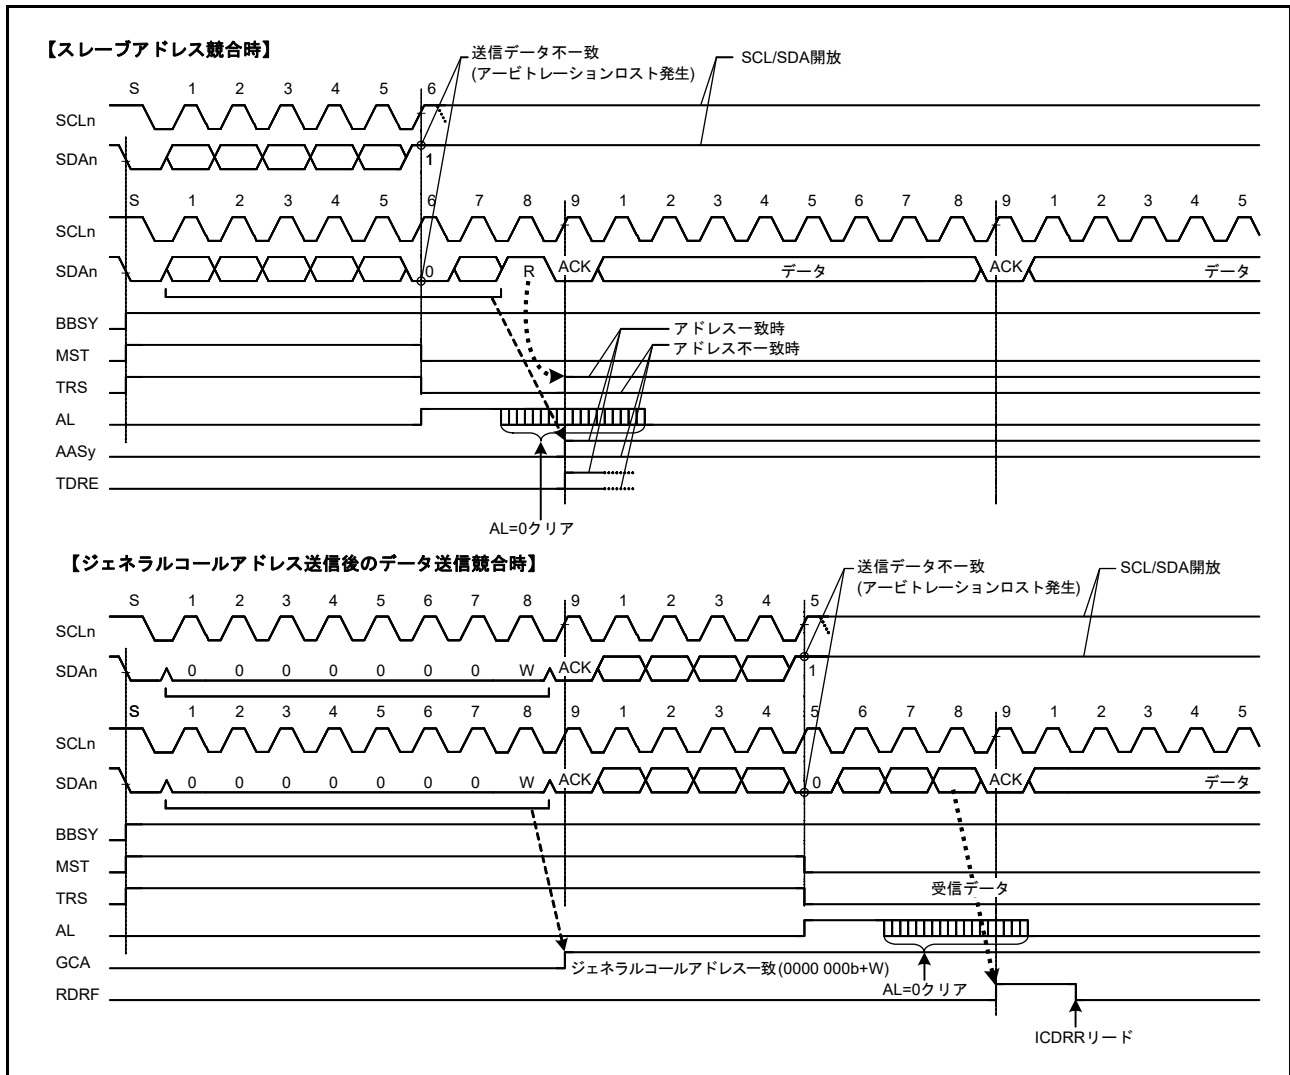 【スレーブアドレス競合時】
送信データ不一致
(アービトレーションロスト発生)
SCL/SDA開放
S 1 2 3 4 5 6
SCLn
SDAn
1
S 1 2 3 4 5 6 7 8 9 1 2 3 4 5 6 7 8 9 1 2 3 4 5
SCLn
SDAn 0 R ACK データ ACK データ
BBSY
MST
TRS
AL
AASy
TDRE
アドレス一致時
アドレス不一致時
AL=0クリア
【ジェネラルコールアドレス送信後のデータ送信競合時】
送信データ不一致
(アービトレーションロスト発生)
SCL/SDA開放
S 1 2 3 4 5 6 7 8 9 1 2 3 4 5
SCLn
SDAn 0 0 0 0 0 0 0 W ACK 1
S 1 2 3 4 5 6 7 8 9 1 2 3 4 5 6 7 8 9 1 2 3 4 5
SCLn
SDAn 0 0 0 0 0 0 0 W ACK 0 ACK データ
BBSY
MST
TRS 受信データ
AL
GCA ジェネラルコールアドレス一致(0000 000b+W)
AL=0クリア
RDRF
ICDRRリード